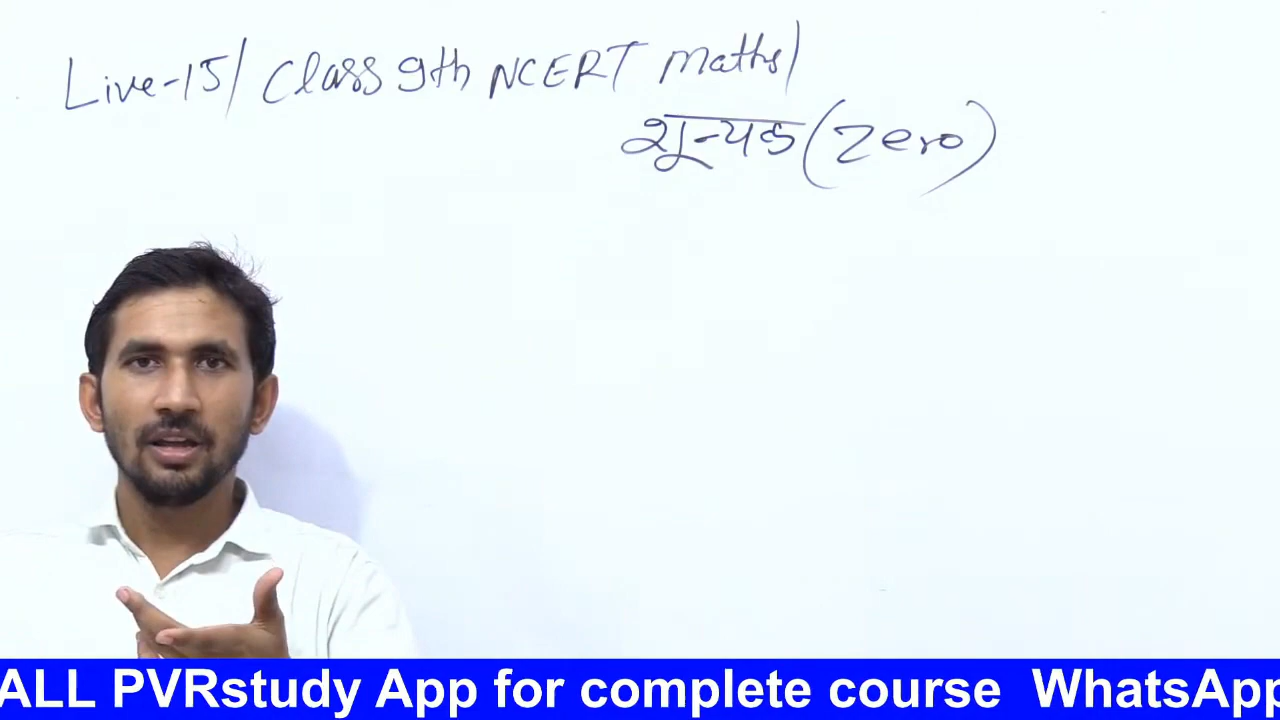 Live-15/ Class 9th NCERT Maths/
शून्यक (Zero)
ALL PVRstudy App for complete course WhatsApp